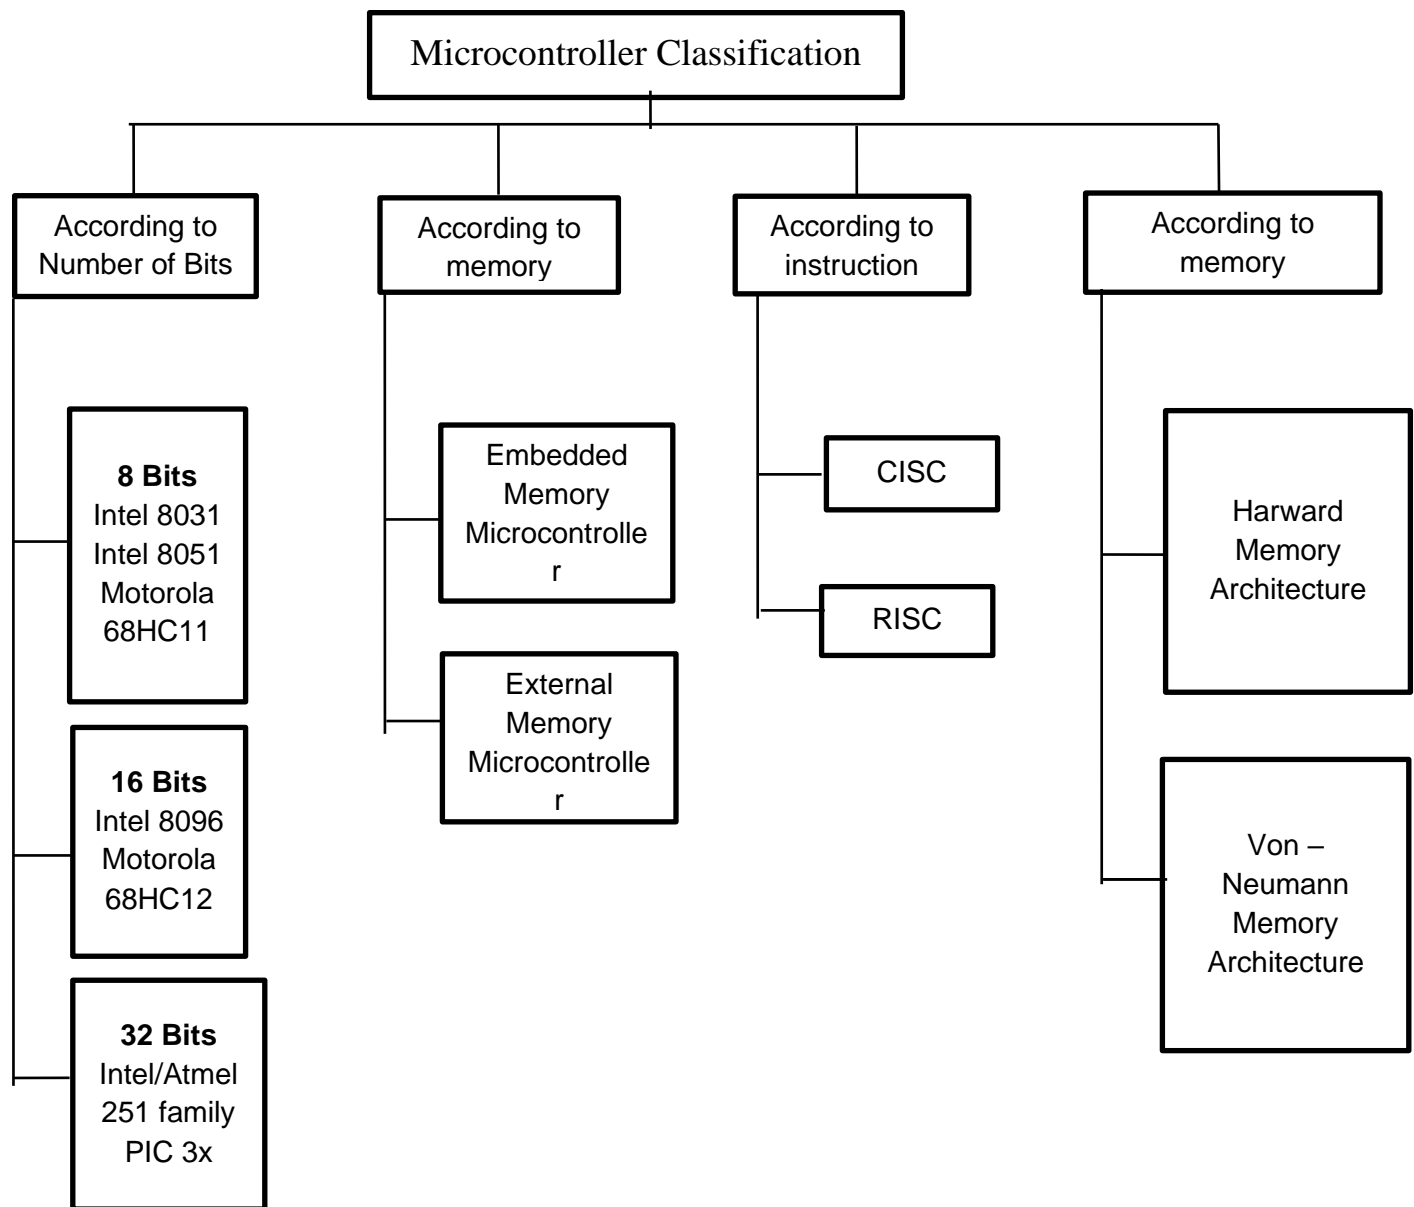 Microcontroller Classification
According to
Number of Bits
According to
memory
According to
instruction
According to
memory
8 Bits
Intel 8031
Intel 8051
Motorola
68HC11
16 Bits
Intel 8096
Motorola
68HC12
32 Bits
Intel/Atmel
251 family
PIC 3x
Embedded
Memory
Microcontrolle
r
External
Memory
Microcontrolle
r
CISC
RISC
Harward
Memory
Architecture
Von –
Neumann
Memory
Architecture